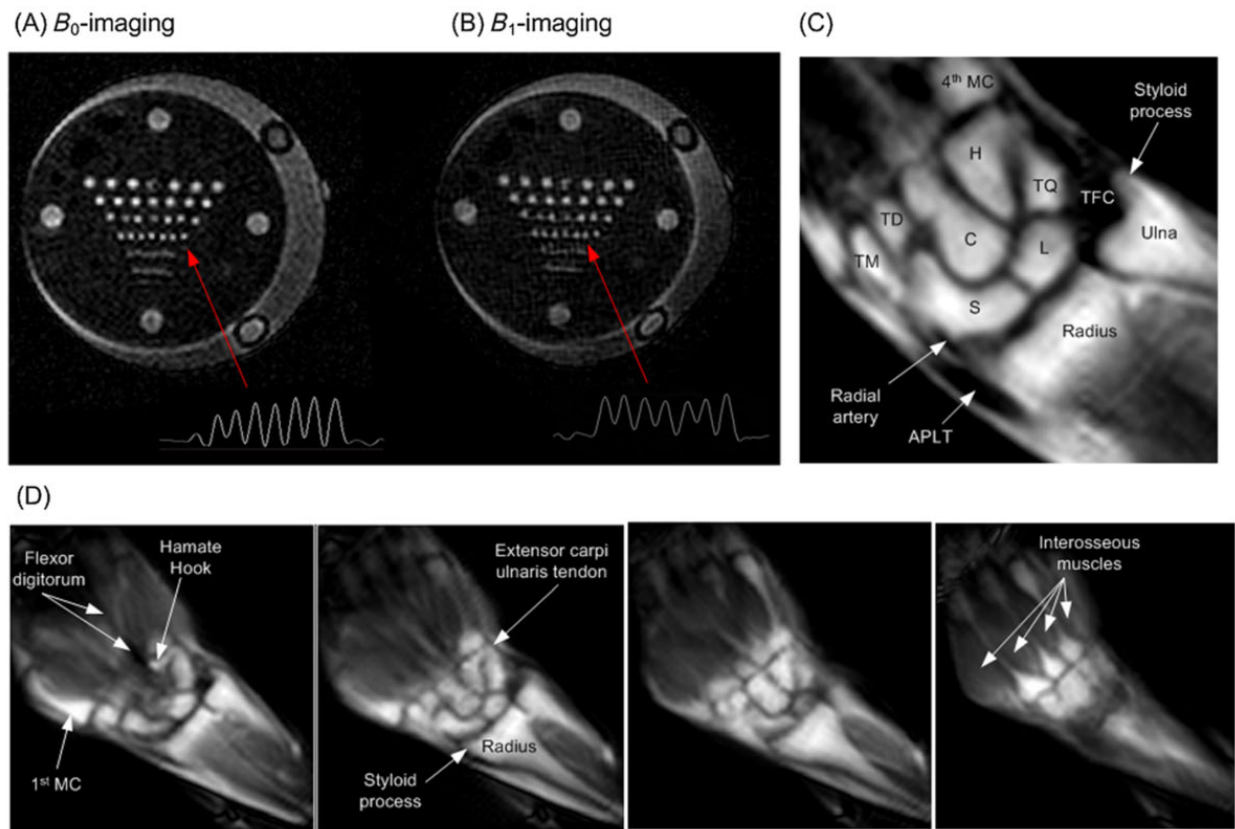 (A) B0-imaging
(B) B1-imaging
(C)
4th MC
Styloid
process
H
TQ
TFC
TD
Ulna
C
L
TM
S
Radius
Radial
artery
APLT
(D)
Flexor
digitorum
Hamate
Hook
1st MC
Extensor carpi
ulnaris tendon
Radius
Styloid
process
Interosseous
muscles